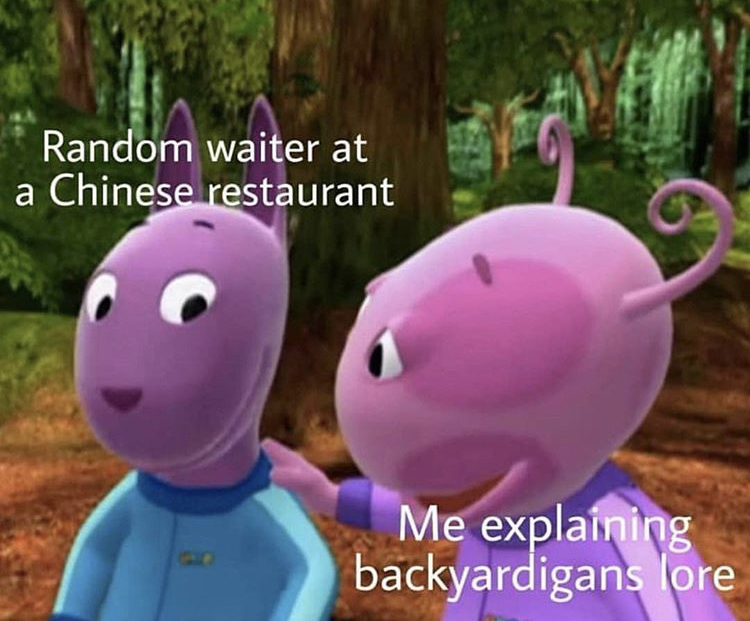 Random waiter at
a Chinese restaurant
Me explaining
backyardigans lore